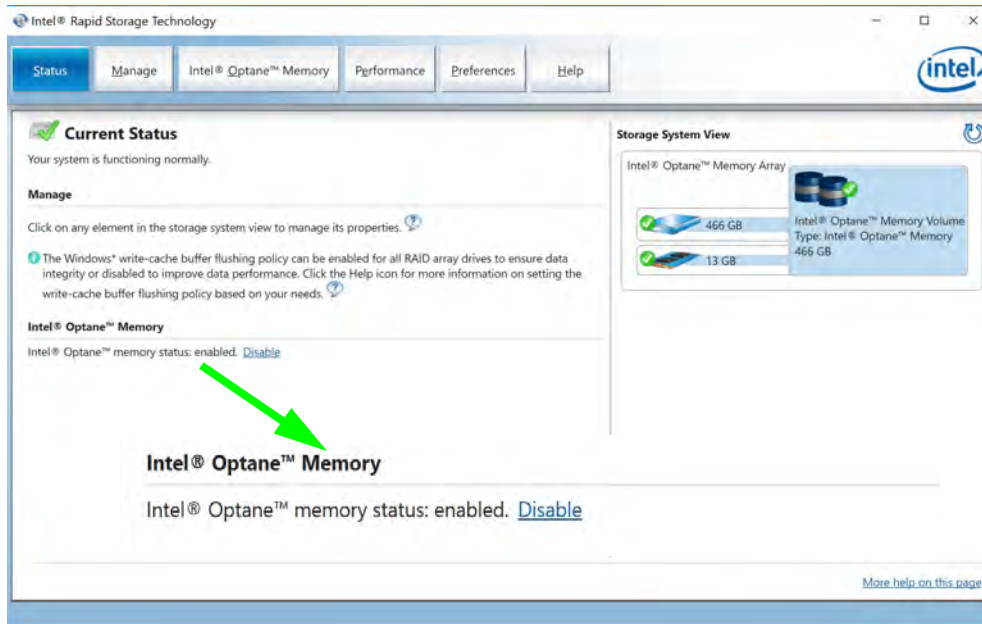 Intel® Rapid Storage Technology
Status
Manage
Intel® Optane™ Memory
Performance
Preferences
Help
intel
Current Status
Your system is functioning normally.
Manage
Click on any element in the storage system view to manage its properties.
The Windows* write-cache buffer flushing policy can be enabled for all RAID array drives to ensure data
integrity or disabled to improve data performance. Click the Help icon for more information on setting the
write-cache buffer flushing policy based on your needs.
Intel® Optane™ Memory
Intel® Optane™ memory status: enabled. Disable
Intel® Optane™ Memory
Intel® Optane™ memory status: enabled. Disable
Storage System View
Intel® Optane™ Memory Array
466 GB
13 GB
Intel® Optane™ Memory Volume
Type: Intel® Optane™ Memory
466 GB
More help on this page